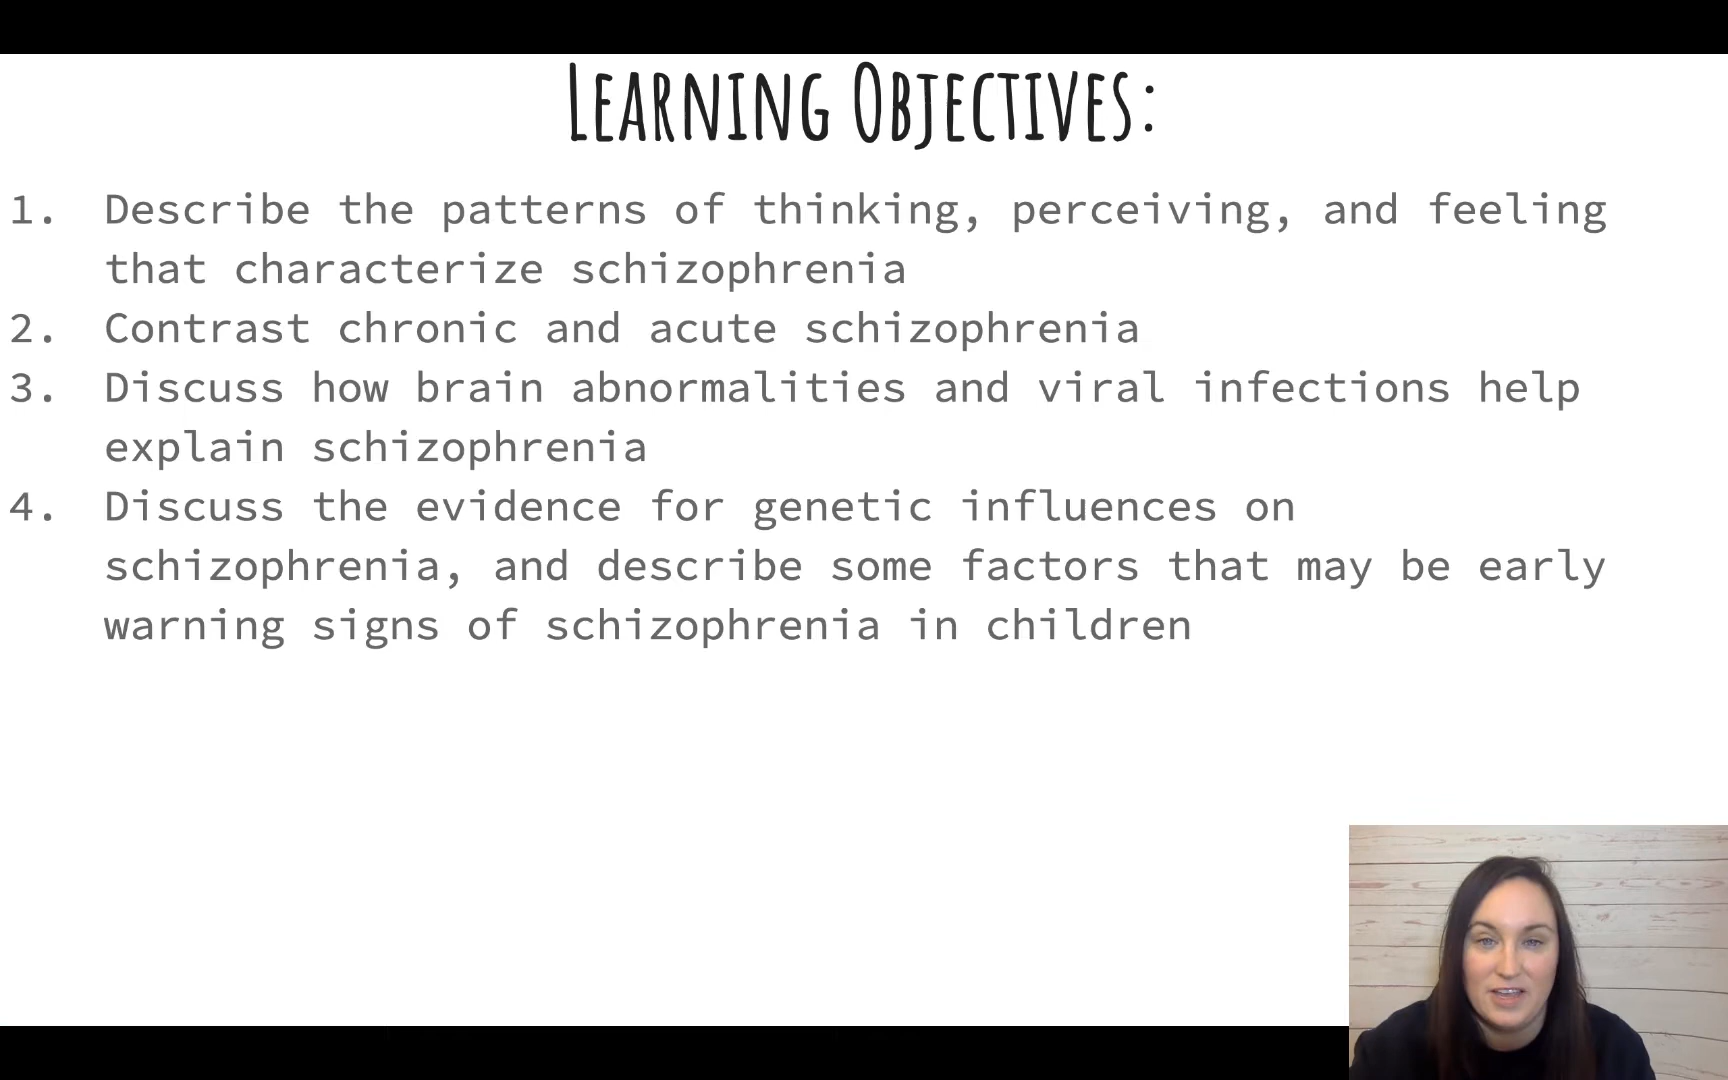 Learning Objectives:
1. Describe the patterns of thinking, perceiving, and feeling
that characterize schizophrenia
2. Contrast chronic and acute schizophrenia
3. Discuss how brain abnormalities and viral infections help
explain schizophrenia
4. Discuss the evidence for genetic influences on
schizophrenia, and describe some factors that may be early
warning signs of schizophrenia in children